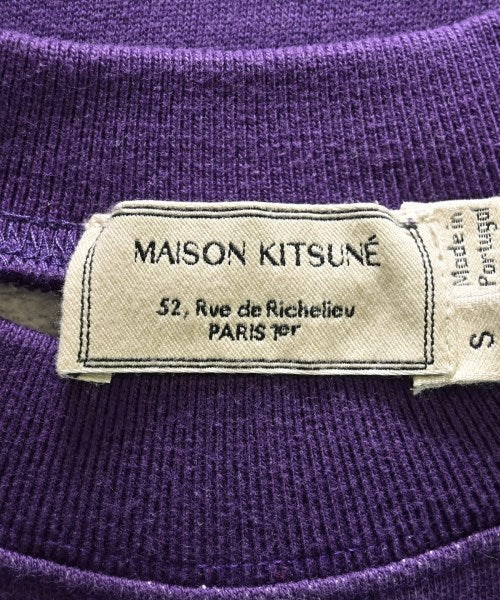 MAISON KITSUNÉ
52, Rue de Richelieu
PARIS 1er
Made in
Portugal
S